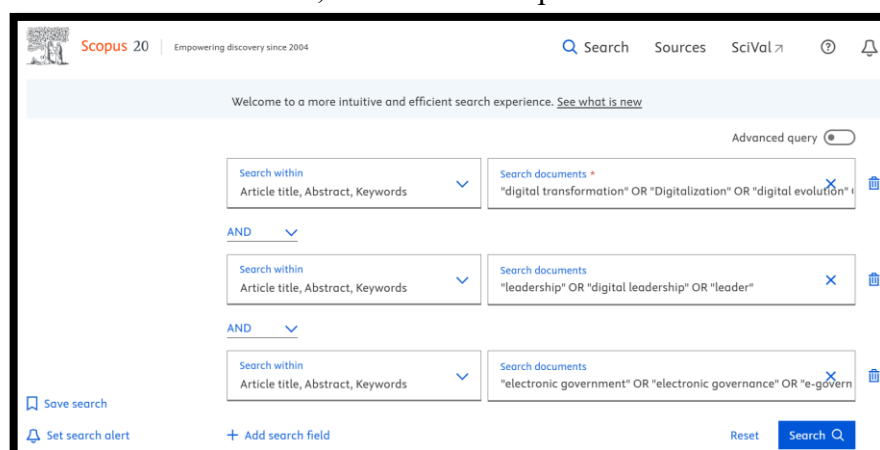 Scopus 20 Empowering discovery since 2004 Search Sources SciVal
Welcome to a more intuitive and efficient search experience. See what is new
Advanced query
Search within
Article title, Abstract, Keywords
Search documents *
"digital transformation" OR "Digitalization" OR "digital evolution"
AND
Search within
Article title, Abstract, Keywords
Search documents
"leadership" OR "digital leadership" OR "leader"
AND
Search within
Article title, Abstract, Keywords
Search documents
"electronic government" OR "electronic governance" OR "e-govern
Save search
Set search alert
+ Add search field
Reset
Search